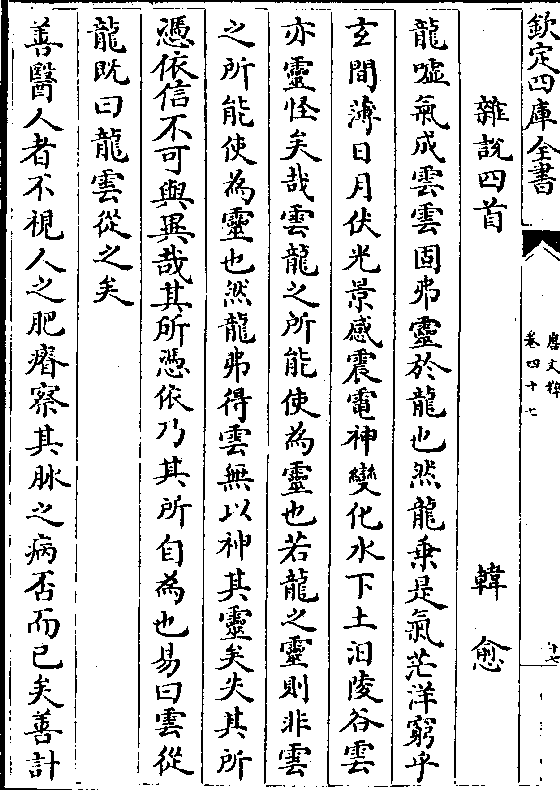 欽定四庫全書
唐文粹
卷四十七
雜說四首 韓愈
龍噓氣成雲雲固弗靈於龍也然龍乗是氣茫洋窮乎
玄間薄日月伏光景感震電神變化水下土汨陵谷雲
亦靈怪矣哉雲龍之所能使為靈也若龍之靈則非雲
之所能使為靈也然龍弗得雲無以神其靈矣失其所
憑依信不可與異哉其所憑依乃其所自為也易曰雲從
龍既曰龍雲從之矣
善醫人者不視人之肥瘠察其脉之病否而已矣善計